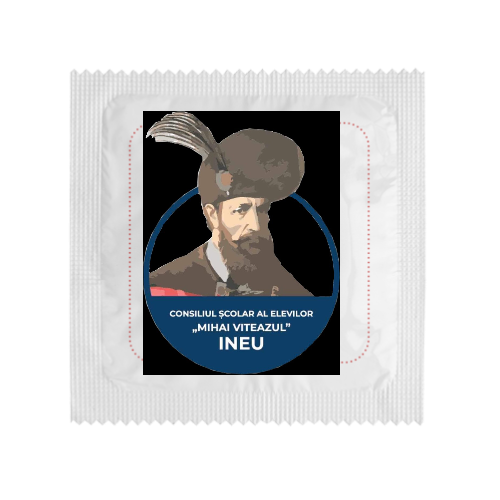 CONSILIUL ȘCOLAR AL ELEVILOR
„MIHAI VITEAZUL”
INEU